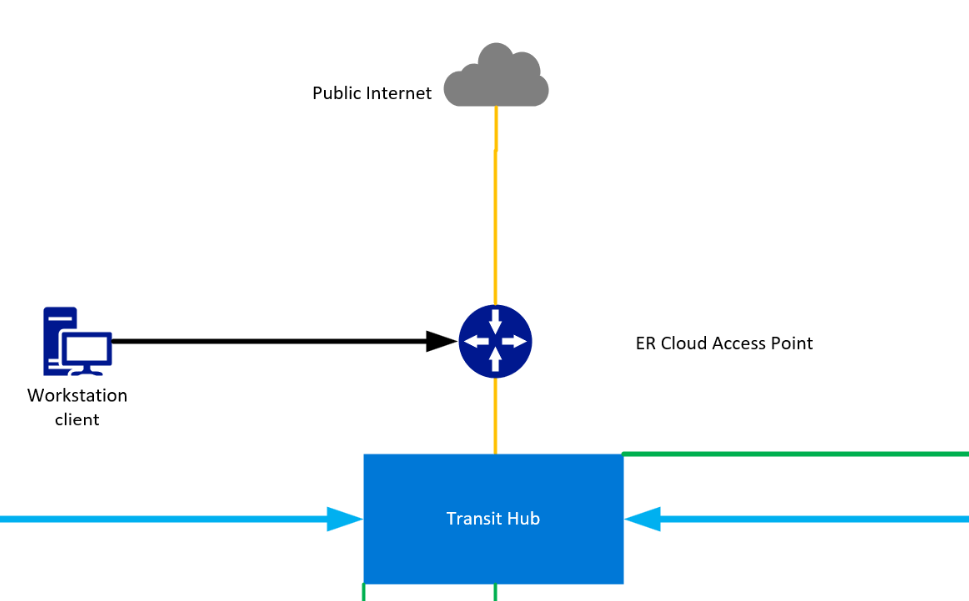 Public Internet
ER Cloud Access Point
Workstation
client
Transit Hub